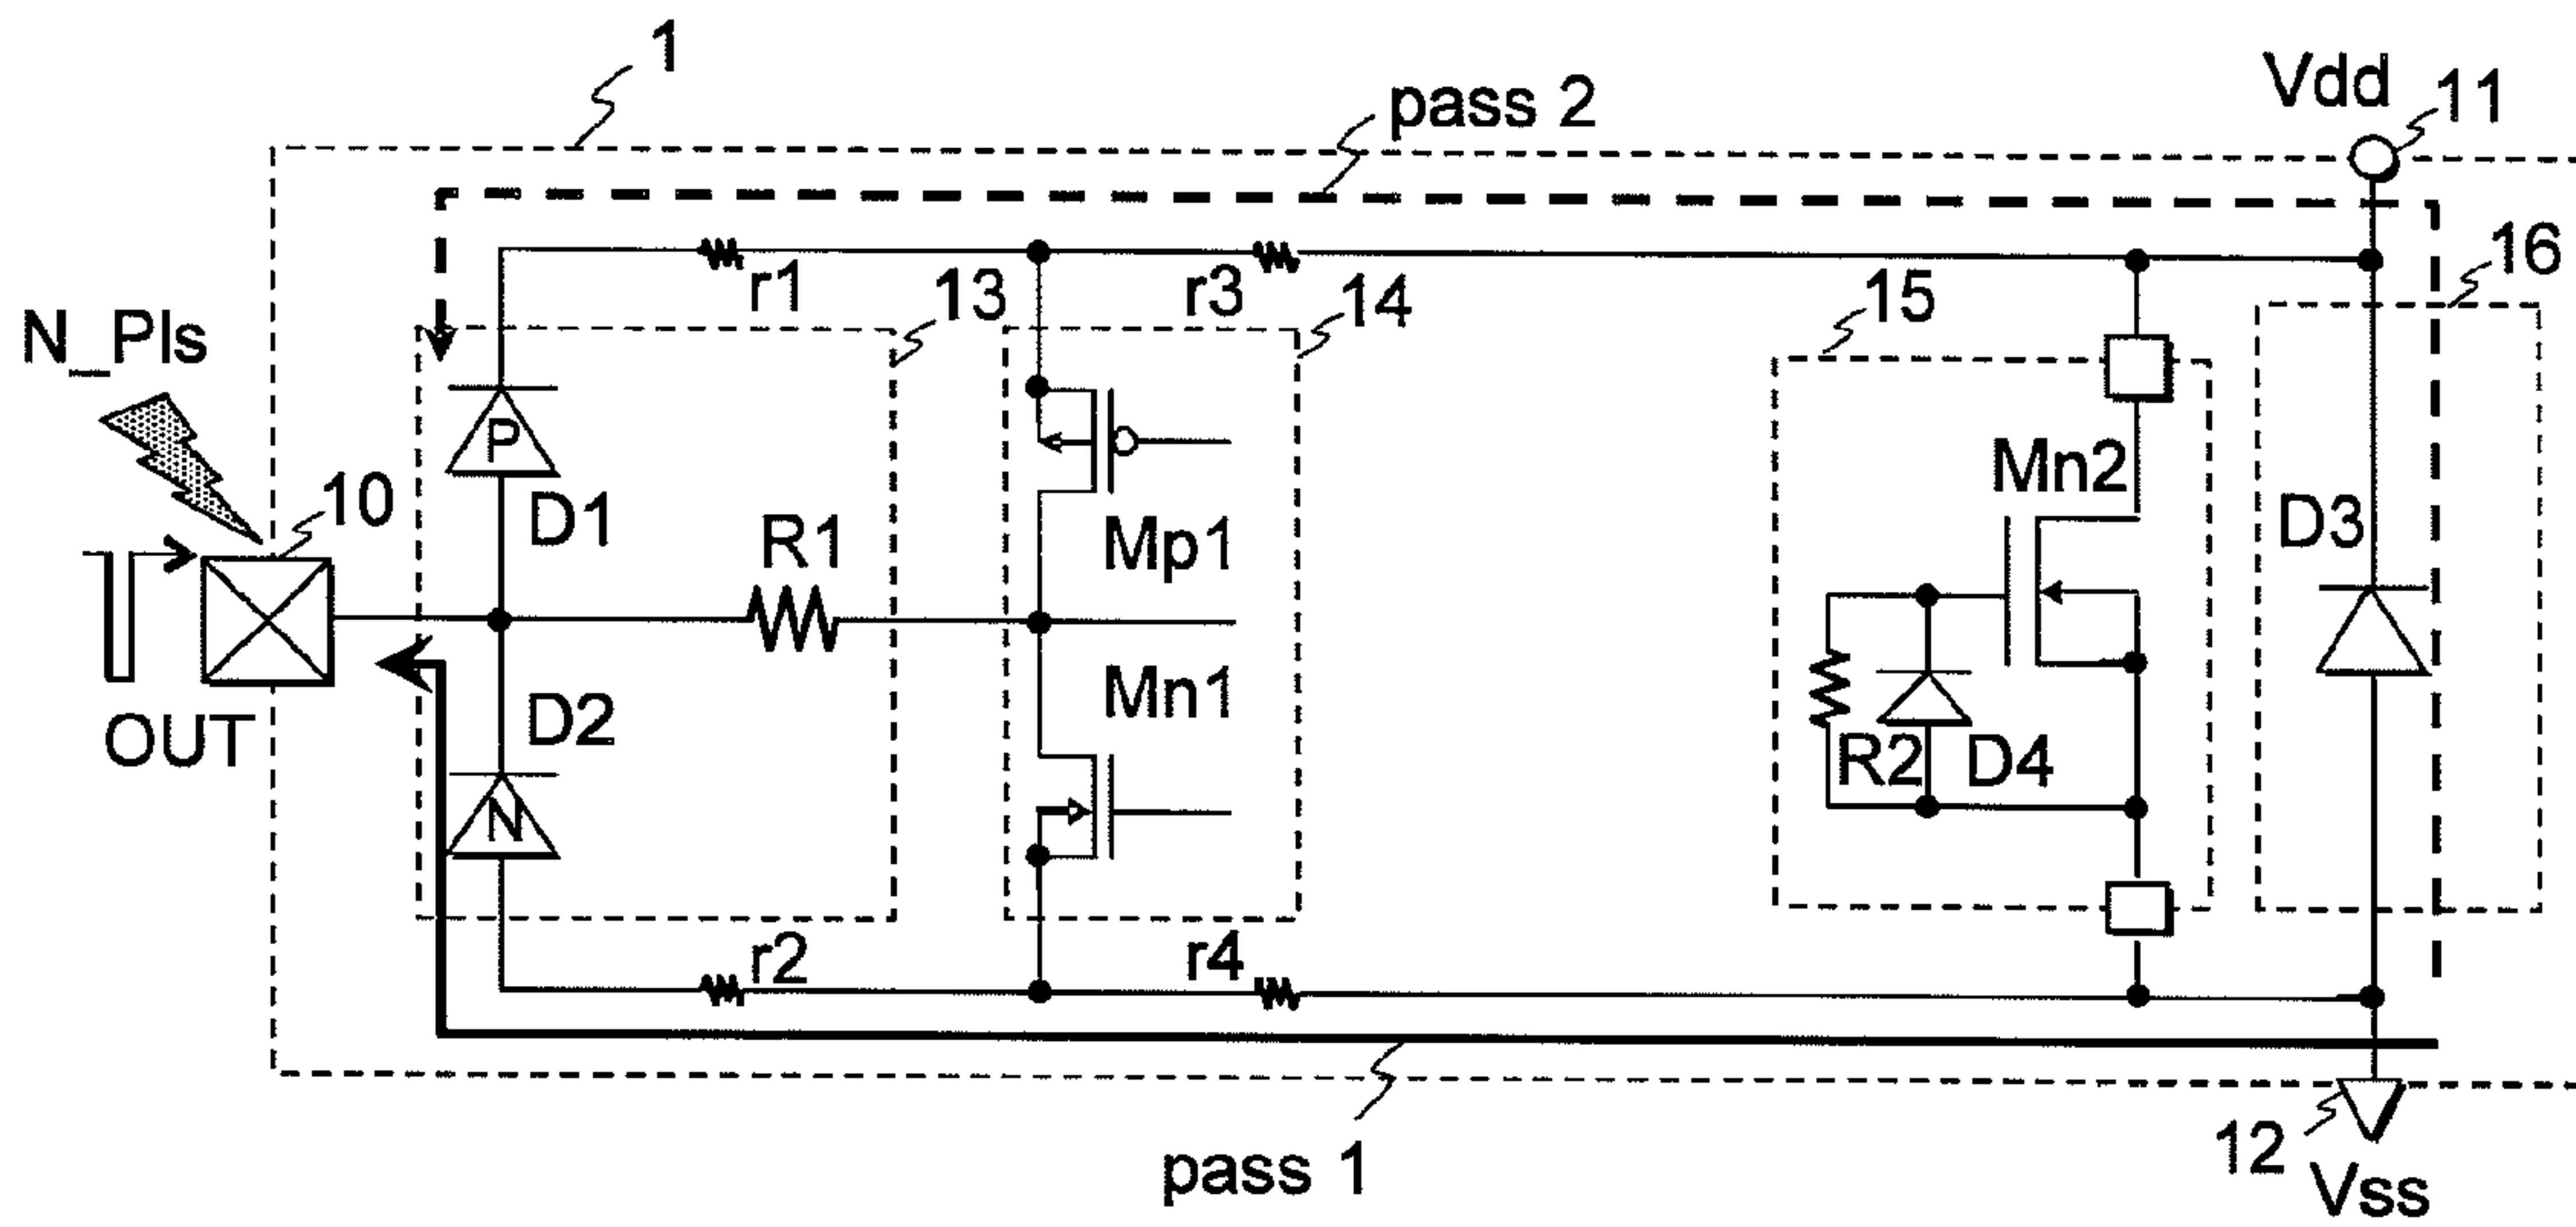 1
pass 2
Vdd
11
N_Pls
r1
13
r3
14
15
16
P
10
D1
R1
Mp1
Mn2
D3
OUT
D2
Mn1
R2
D4
N
r2
r4
pass 1
12
Vss